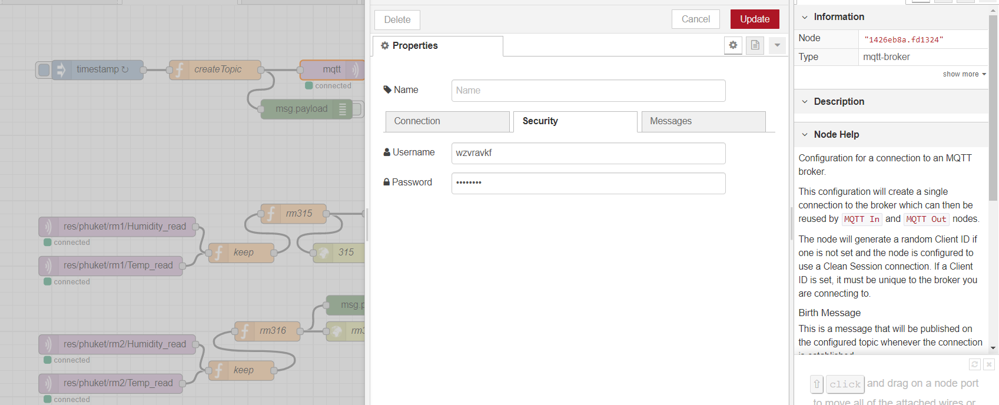 Delete
Cancel
Update
Properties
Name
Name
Connection
Security
Messages
Username
wzvravkf
Password
••••••••
timestamp ↻
createTopic
mqtt
connected
msg.payload
rm315
res/phuket/rm1/Humidity_read
connected
keep
315
res/phuket/rm1/Temp_read
connected
msg.p
rm316
res/phuket/rm2/Humidity_read
connected
keep
res/phuket/rm2/Temp_read
connected
Information
Node "1426eb8a.fd1324"
Type mqtt-broker
show more
Description
Node Help
Configuration for a connection to an MQTT
broker.
This configuration will create a single
connection to the broker which can then be
reused by MQTT In and MQTT Out nodes.
The node will generate a random Client ID if
one is not set and the node is configured to
use a Clean Session connection. If a Client
ID is set, it must be unique to the broker you
are connecting to.
Birth Message
This is a message that will be published on
the configured topic whenever the connection
is established.
⇧ click and drag on a node port
to move all of the attached wires or